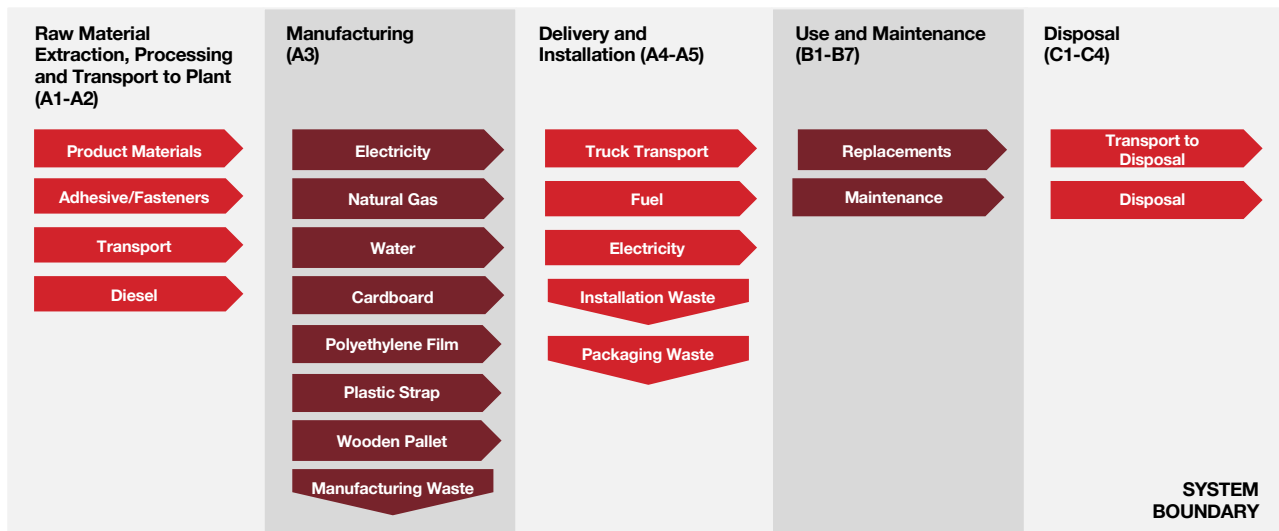 Raw Material
Extraction, Processing
and Transport to Plant
(A1-A2)
Product Materials
Adhesive/Fasteners
Transport
Diesel
Manufacturing
(A3)
Electricity
Natural Gas
Water
Cardboard
Polyethylene Film
Plastic Strap
Wooden Pallet
Manufacturing Waste
Delivery and
Installation (A4-A5)
Truck Transport
Fuel
Electricity
Installation Waste
Packaging Waste
Use and Maintenance
(B1-B7)
Replacements
Maintenance
Disposal
(C1-C4)
Transport to
Disposal
Disposal
SYSTEM
BOUNDARY